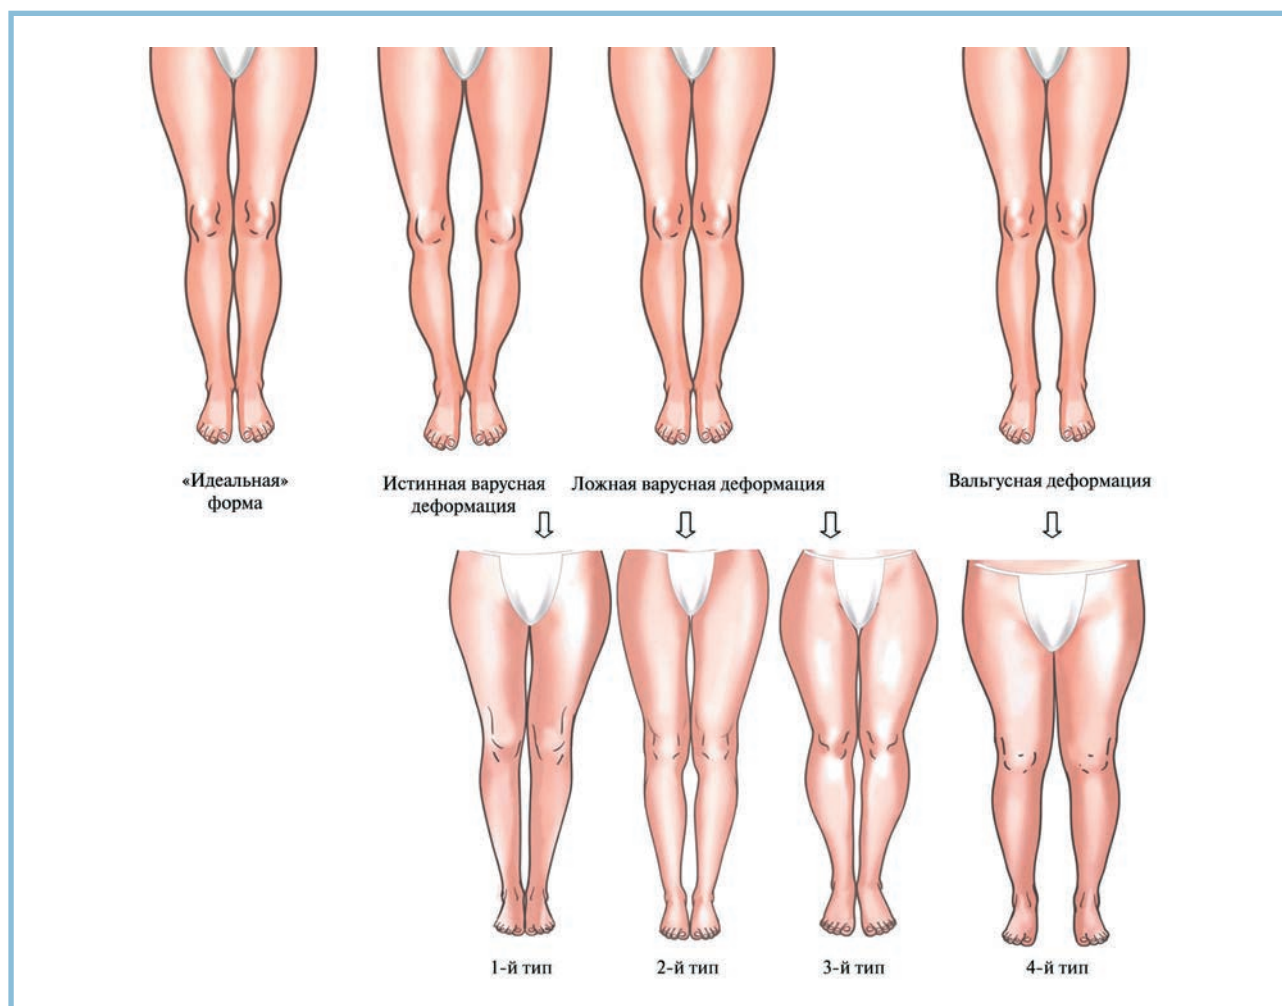 «Идеальная»
форма
Истинная варусная
деформация
Ложная варусная деформация
Вальгусная деформация
1-й тип
2-й тип
3-й тип
4-й тип